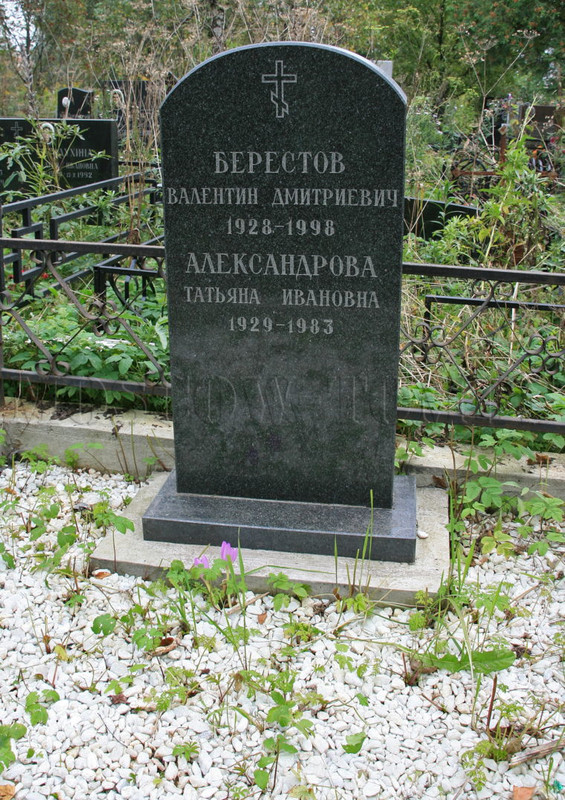 БЕРЕСТОВ
ВАЛЕНТИН ДМИТРИЕВИЧ
1928-1998
АЛЕКСАНДРОВА
ТАТЬЯНА ИВАНОВНА
1929-1983